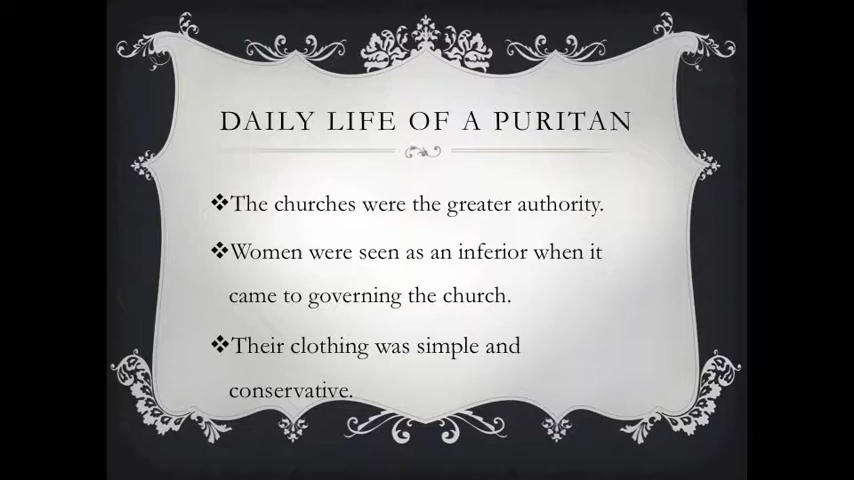 DAILY LIFE OF A PURITAN
❖The churches were the greater authority.
❖Women were seen as an inferior when it
came to governing the church.
❖Their clothing was simple and
conservative.